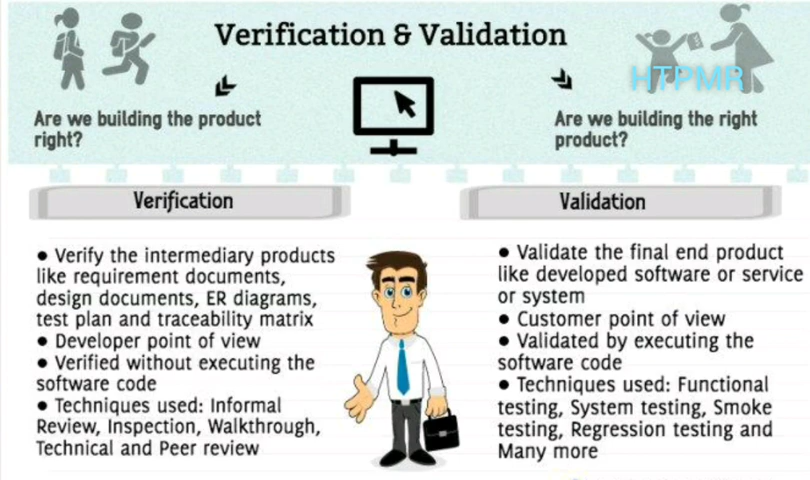 Verification & Validation
HTPMR
Are we building the product
right?
Are we building the right
product?
Verification
● Verify the intermediary products
like requirement documents,
design documents, ER diagrams,
test plan and traceability matrix
● Developer point of view
● Verified without executing the
software code
● Techniques used: Informal
Review, Inspection, Walkthrough,
Technical and Peer review
Validation
● Validate the final end product
like developed software or service
or system
● Customer point of view
● Validated by executing the
software code
● Techniques used: Functional
testing, System testing, Smoke
testing, Regression testing and
Many more